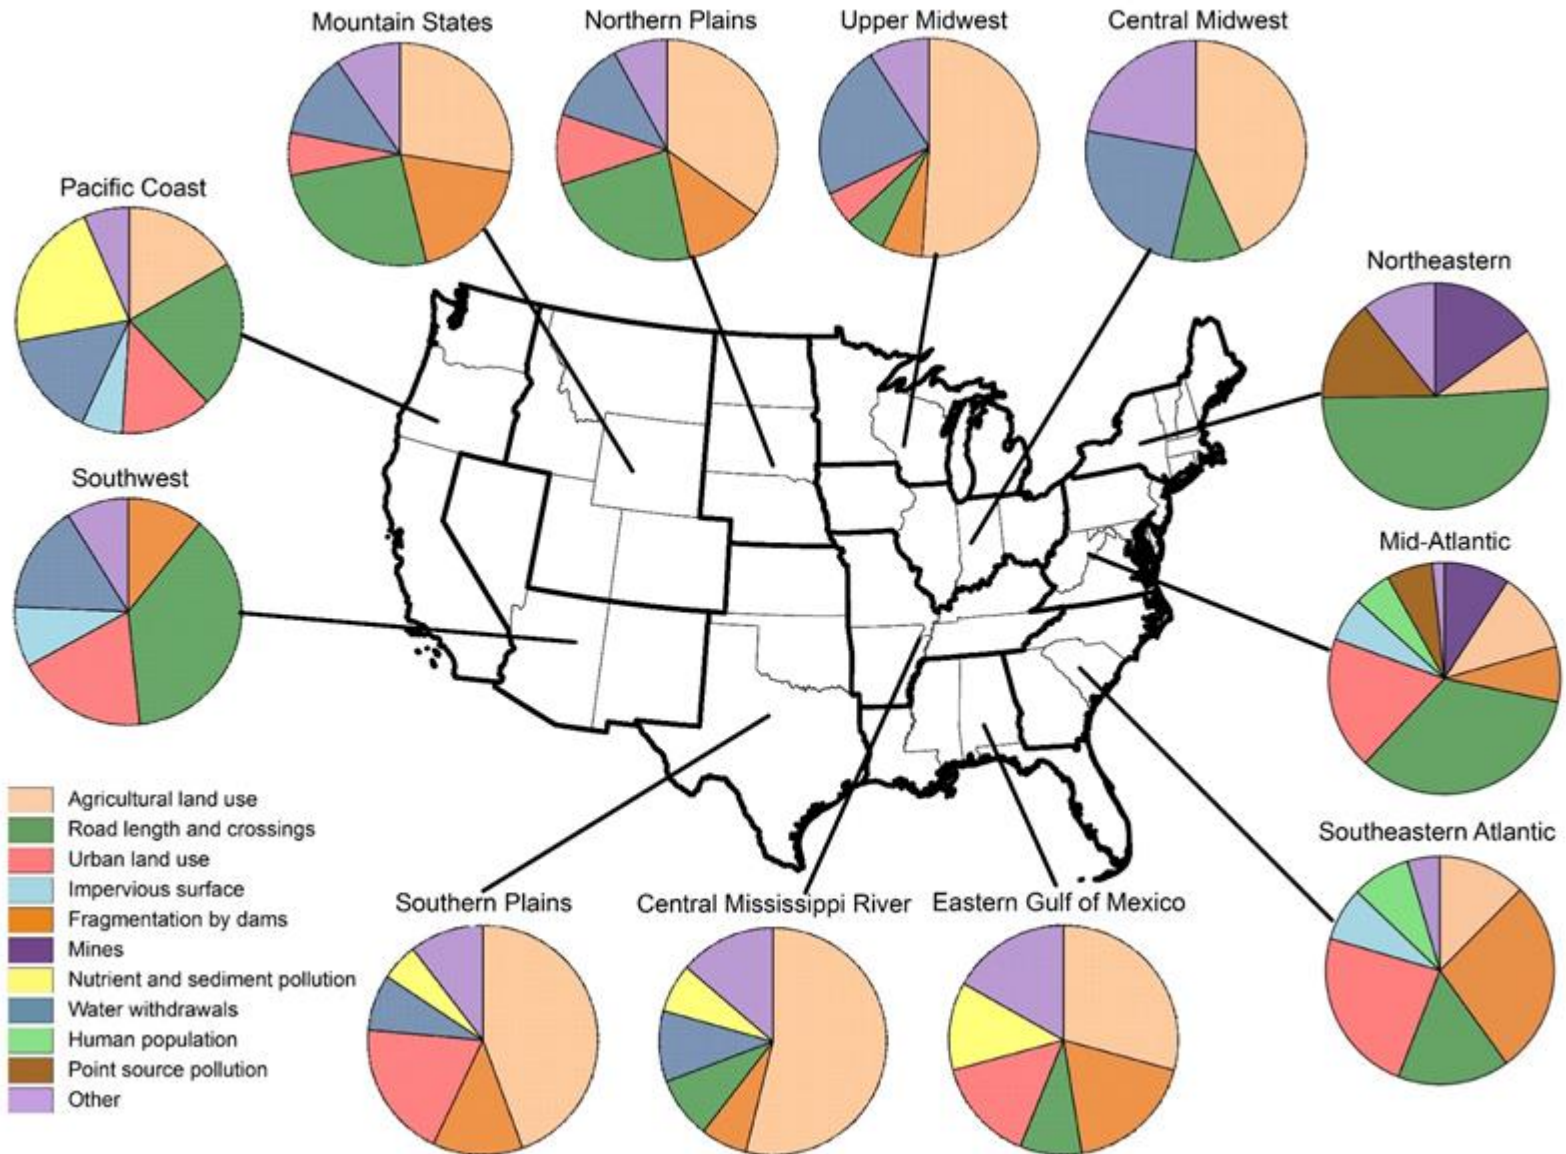 Mountain States
Northern Plains
Upper Midwest
Central Midwest
Pacific Coast
Northeastern
Southwest
Mid-Atlantic
Agricultural land use
Road length and crossings
Urban land use
Impervious surface
Fragmentation by dams
Mines
Nutrient and sediment pollution
Water withdrawals
Human population
Point source pollution
Other
Southeastern Atlantic
Southern Plains
Central Mississippi River
Eastern Gulf of Mexico